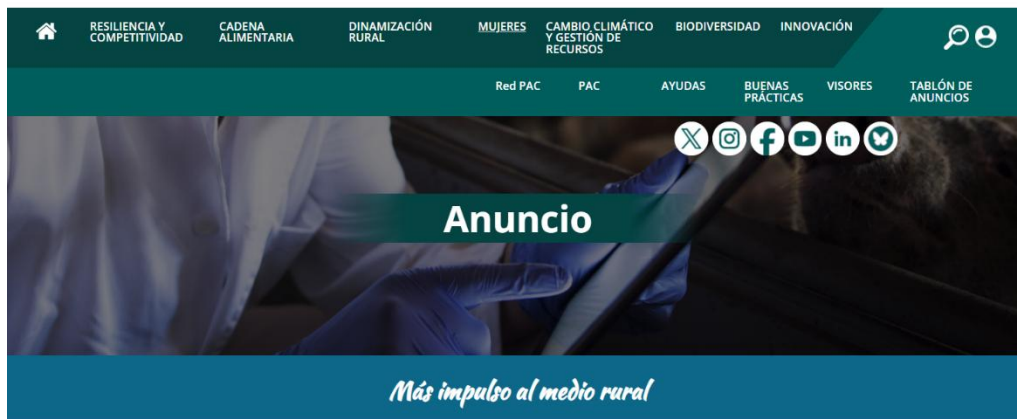 RESILIENCIA Y
COMPETITIVIDAD
CADENA
ALIMENTARIA
DINAMIZACIÓN
RURAL
MUJERES
CAMBIO CLIMÁTICO
Y GESTIÓN DE
RECURSOS
BIODIVERSIDAD
INNOVACIÓN
Red PAC
PAC
AYUDAS
BUENAS
PRÁCTICAS
VISORES
TABLÓN DE
ANUNCIOS
Anuncio
Más impulso al medio rural